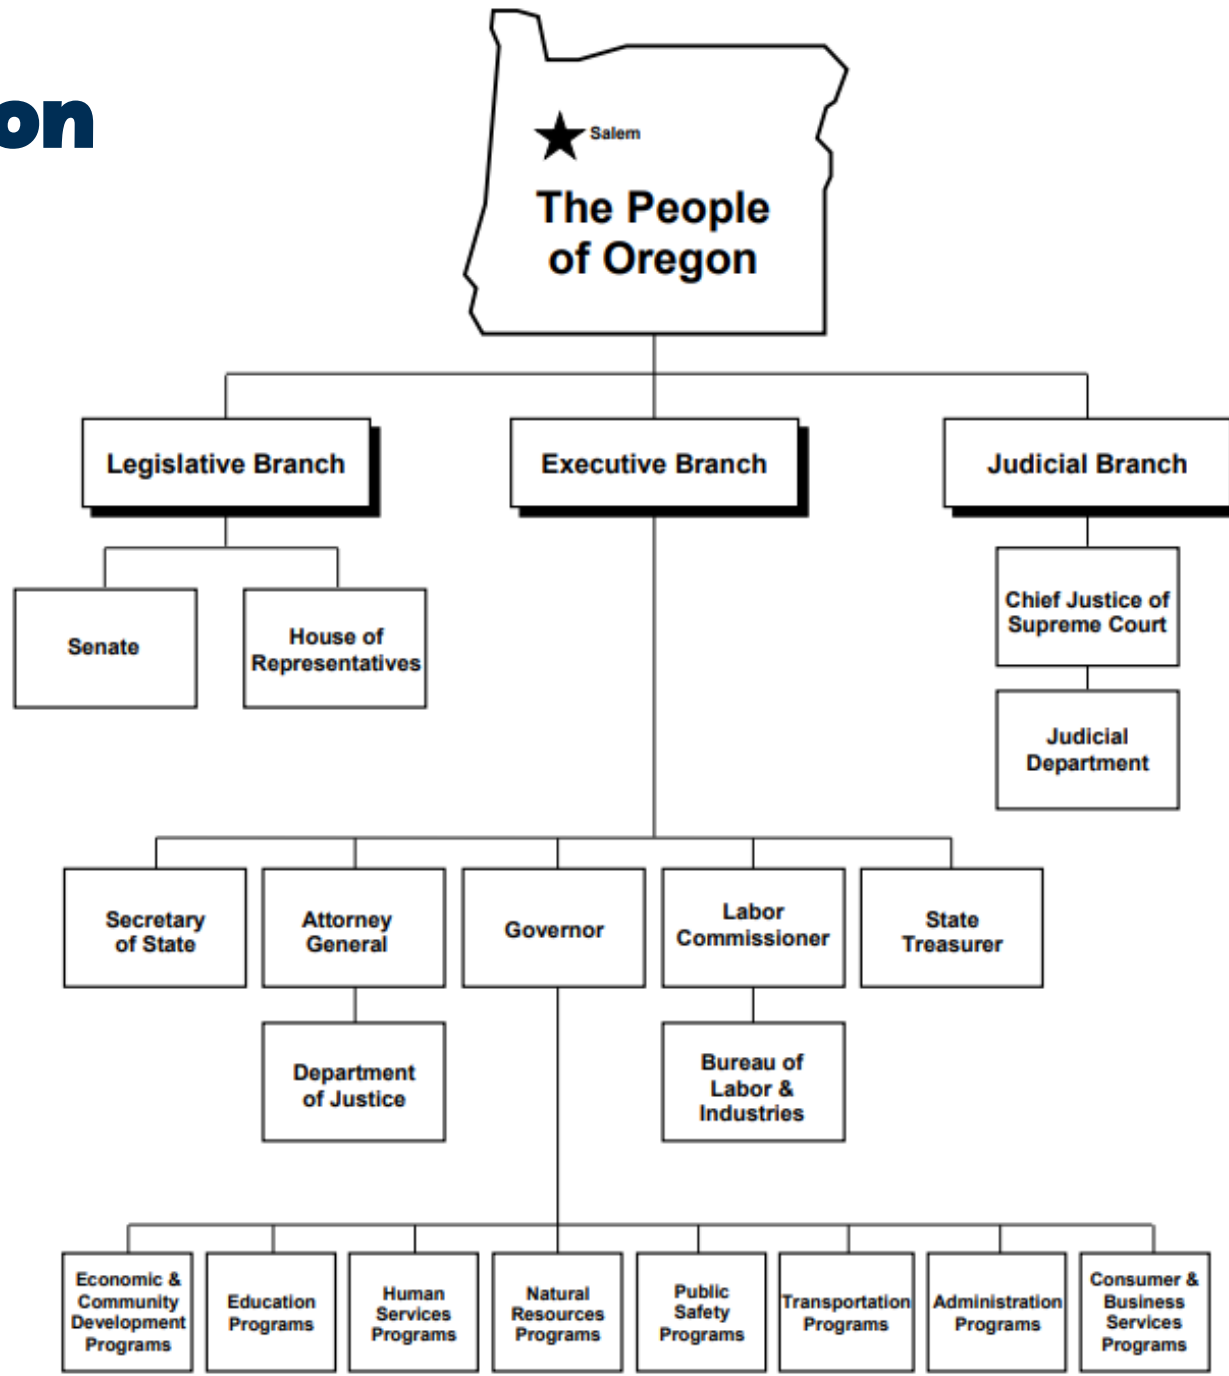 on
Salem
The People
of Oregon
Legislative Branch
Executive Branch
Judicial Branch
Senate
House of
Representatives
Chief Justice of
Supreme Court
Judicial
Department
Secretary
of State
Attorney
General
Governor
Labor
Commissioner
State
Treasurer
Department
of Justice
Bureau of
Labor &
Industries
Economic &
Community
Development
Programs
Education
Programs
Human
Services
Programs
Natural
Resources
Programs
Public
Safety
Programs
Transportation
Programs
Administration
Programs
Consumer &
Business
Services
Programs